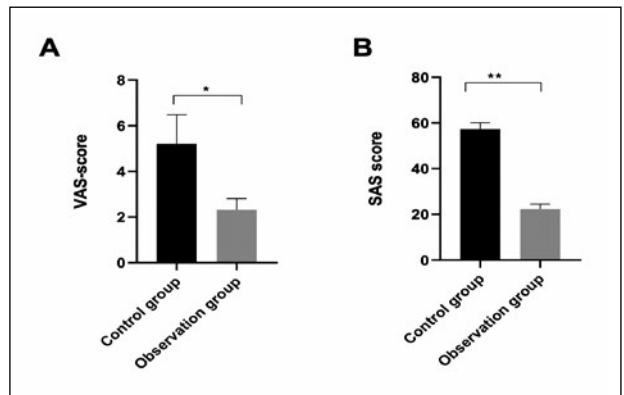 A
VAS-score
8
6
4
2
0
*
Control group
Observation group
B
SAS score
80
60
40
20
0
**
Control group
Observation group